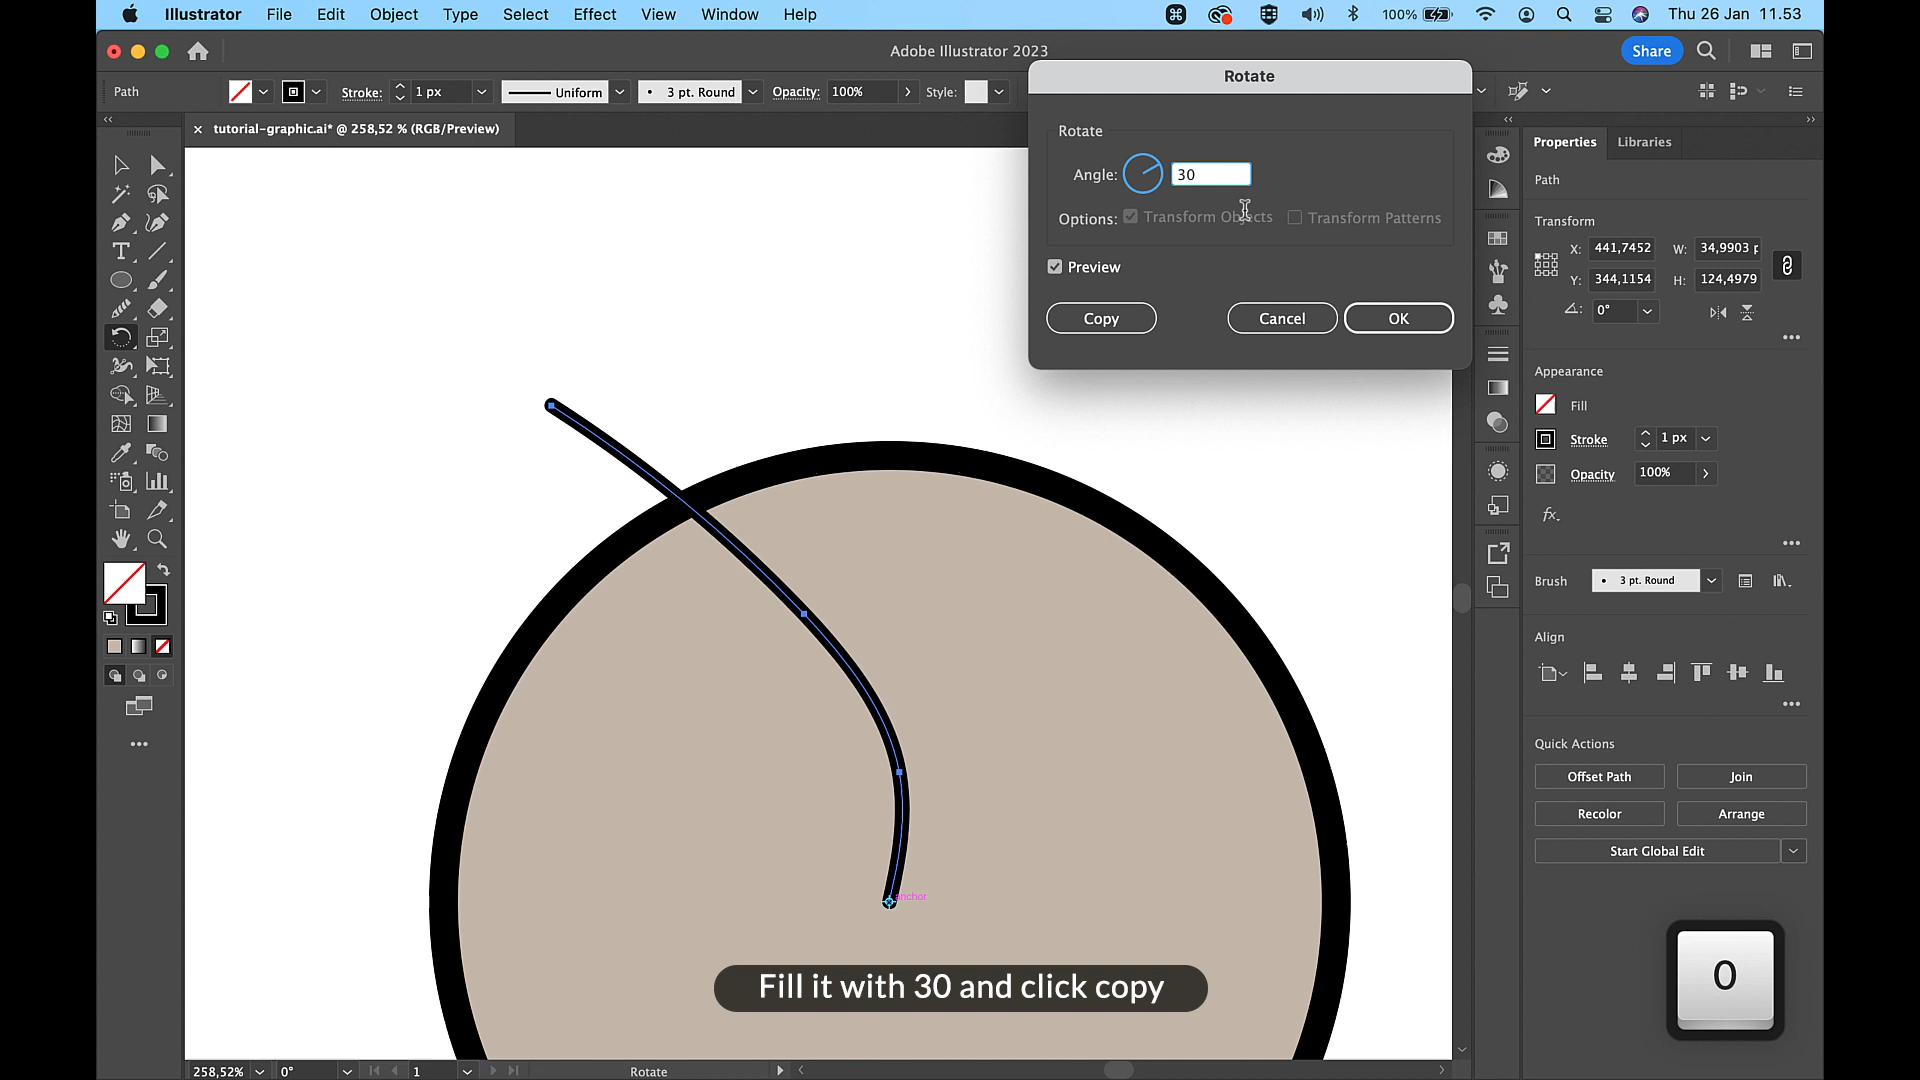 Illustrator File Edit Object Type Select Effect View Window Help 100% Thu 26 Jan 11.53
Adobe Illustrator 2023 Share
Path Stroke: 1 px Uniform 3 pt. Round Opacity: 100% Style:
tutorial-graphic.ai* @ 258,52 % (RGB/Preview)
Rotate
Rotate
Angle: 30
Options: Transform Objects Transform Patterns
Preview
Copy Cancel OK
Properties Libraries
Path
Transform
X: 441,7452 W: 34,9903 p
Y: 344,1154 H: 124,4979
0°
Appearance
Fill
Stroke 1 px
Opacity 100%
fx
Brush 3 pt. Round
Align
Quick Actions
Offset Path Join
Recolor Arrange
Start Global Edit
anchor
Fill it with 30 and click copy
0
258,52% 0° 1 Rotate